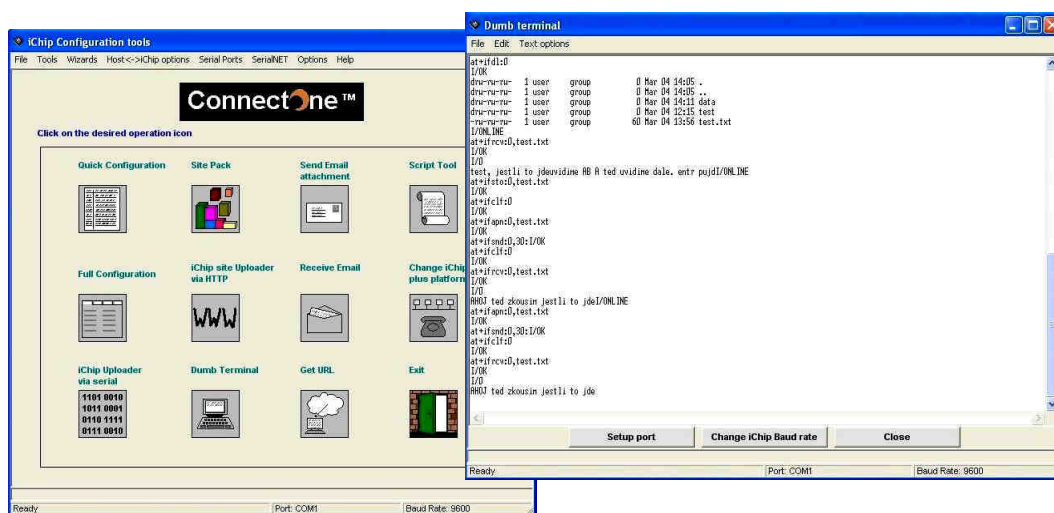 iChip Configuration tools
File Tools Wizards Host<->iChip options Serial Ports SerialNET Options Help
ConnectOne™
Click on the desired operation icon
Quick Configuration
Site Pack
Send Email
attachment
Script Tool
Full Configuration
iChip site Uploader
via HTTP
Receive Email
Change iChip
plus platform
WWW
iChip Uploader
via serial
Dumb Terminal
Get URL
Exit
1101 0010
1011 0001
0110 1111
0111 0010
Ready Port: COM1 Baud Rate: 9600
Dumb terminal
File Edit Text options
at+ifdl:0
I/OK
drw-rw-rw- 1 user group 0 Mar 04 14:05 .
drw-rw-rw- 1 user group 0 Mar 04 14:05 ..
drw-rw-rw- 1 user group 0 Mar 04 14:11 data
drw-rw-rw- 1 user group 0 Mar 04 12:15 test
-rw-rw-rw- 1 user group 60 Mar 04 13:56 test.txt
I/ONLINE
at+ifrcv:0,test.txt
I/OK
I/0
test, jestli to jdeuvidime AB A ted uvidime dale. entr pujdI/ONLINE
at+ifsto:0,test.txt
I/OK
at+ifclf:0
I/OK
at+ifapn:0,test.txt
I/OK
at+ifsnd:0,30:I/OK
at+ifclf:0
I/OK
at+ifrcv:0,test.txt
I/OK
I/0
AHOJ ted zkousim jestli to jdeI/ONLINE
at+ifapn:0,test.txt
I/OK
at+ifsnd:0,30:I/OK
at+ifclf:0
I/OK
at+ifrcv:0,test.txt
I/OK
I/0
AHOJ ted zkousim jestli to jde
Setup port Change iChip Baud rate Close
Ready Port: COM1 Baud Rate: 9600